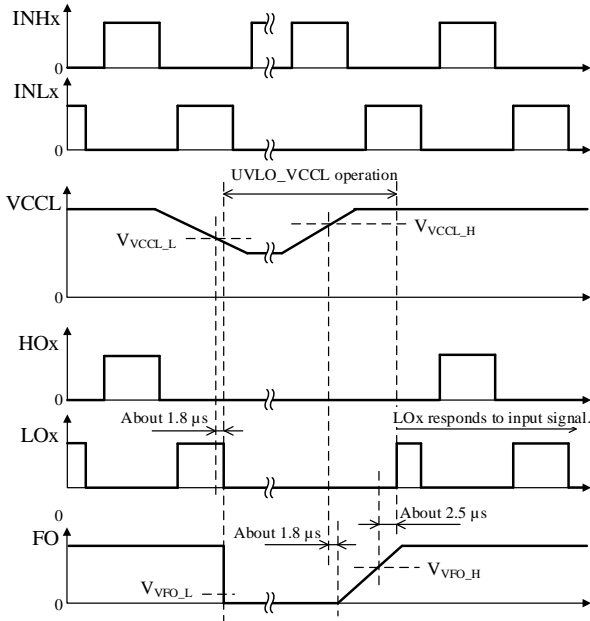 INHx
0
INLx
0
UVLO_VCCL operation
VCCL
V_VCCL_L
V_VCCL_H
0
HOx
0
About 1.8 µs
LOx responds to input signal.
LOx
0
About 2.5 µs
About 1.8 µs
FO
V_VFO_L
V_VFO_H
0